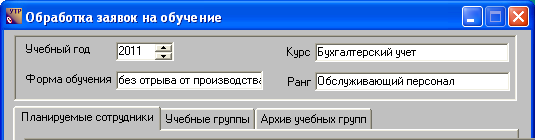 УТР Обработка заявок на обучение
Учебный год 2011 Курс Бухгалтерский учет
Форма обучения без отрыва от производства Ранг Обслуживающий персонал
Планируемые сотрудники Учебные группы Архив учебных групп